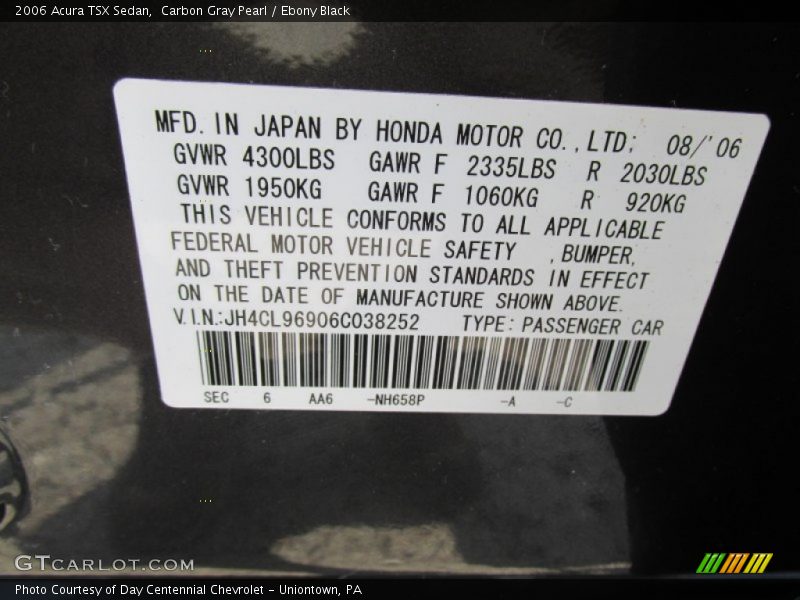 2006 Acura TSX Sedan,  Carbon Gray Pearl / Ebony Black
MFD. IN JAPAN BY HONDA MOTOR CO.,LTD; 08/'06
GVWR 4300LBS GAWR F 2335LBS R 2030LBS
GVWR 1950KG GAWR F 1060KG R 920KG
THIS VEHICLE CONFORMS TO ALL APPLICABLE
FEDERAL MOTOR VEHICLE SAFETY ,BUMPER,
AND THEFT PREVENTION STANDARDS IN EFFECT
ON THE DATE OF MANUFACTURE SHOWN ABOVE.
V.I.N.:JH4CL96906C038252 TYPE: PASSENGER CAR
SEC 6 AA6 -NH658P -A -C
GTCARLOT.COM
Photo Courtesy of Day Centennial Chevrolet - Uniontown, PA